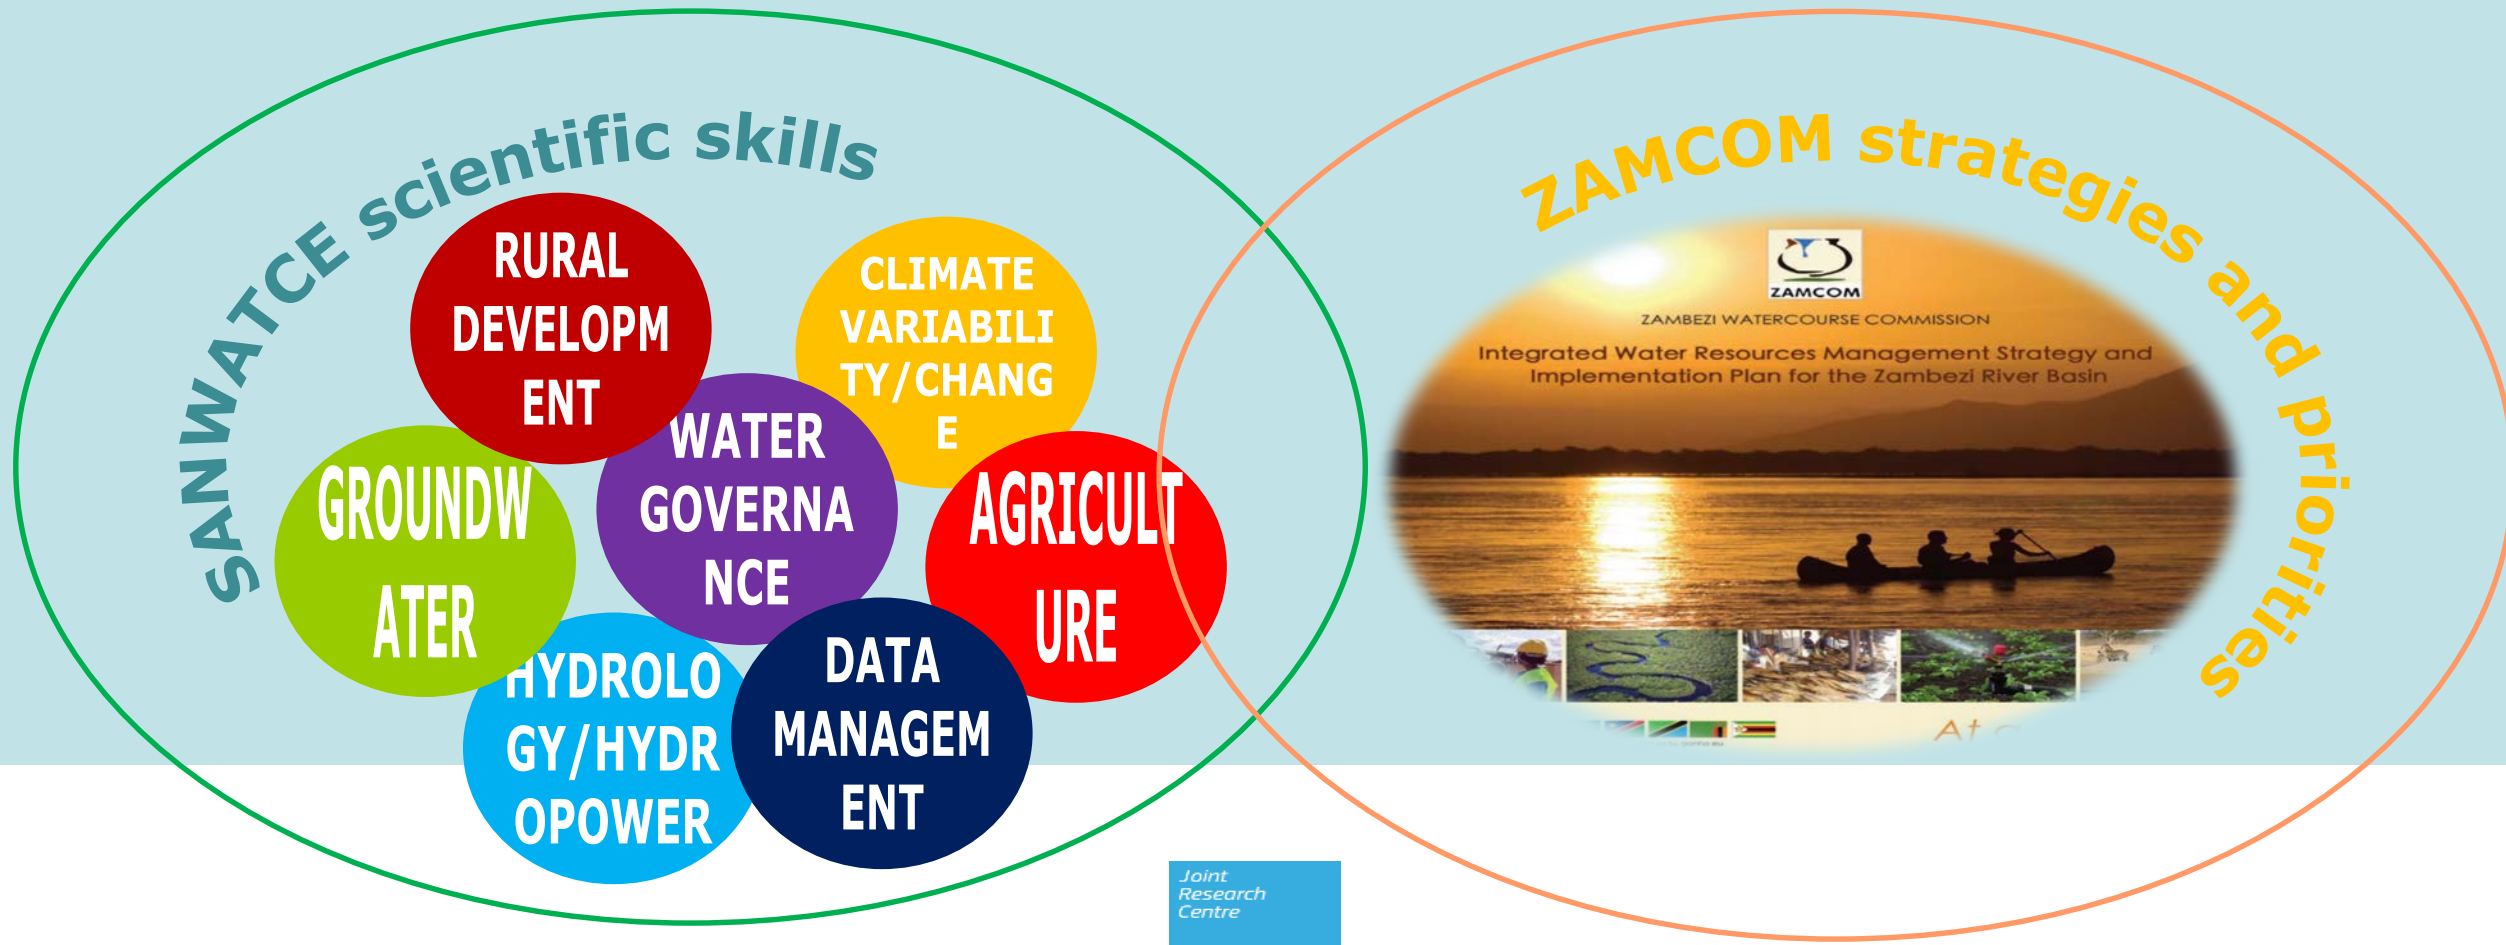 SANWATCE scientific skills
RURAL
DEVELOPM
ENT
CLIMATE
VARIABILI
TY/CHANG
E
WATER
GOVERNA
NCE
GROUNDW
ATER
AGRICULT
URE
HYDROLO
GY/HYDR
OPOWER
DATA
MANAGEM
ENT
ZAMCOM strategies and priorities
ZAMCOM
ZAMBEZI WATERCOURSE COMMISSION
Integrated Water Resources Management Strategy and
Implementation Plan for the Zambezi River Basin
At
Joint
Research
Centre